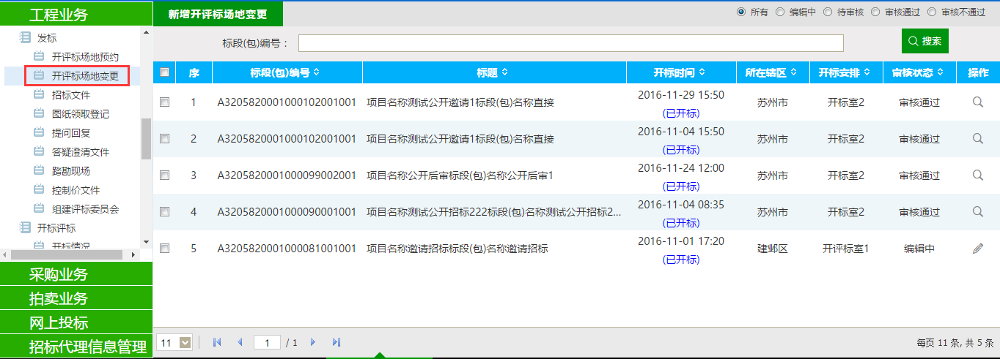 工程业务
发标
开评标场地预约
开评标场地变更
招标文件
图纸领取登记
提问回复
答疑澄清文件
踏勘现场
控制价文件
组建评标委员会
开标评标
开标情况
采购业务
拍卖业务
网上投标
招标代理信息管理
新增开评标场地变更
所有 编辑中 待审核 审核通过 审核不通过
标段(包)编号： 搜索
序 标段(包)编号 标题 开标时间 所在辖区 开标安排 审核状态 操作
1 A3205820001000102001001 项目名称测试公开邀请1标段(包)名称直接 2016-11-29 15:50 苏州市 开标室2 审核通过
(已开标)
2 A3205820001000102001001 项目名称测试公开邀请1标段(包)名称直接 2016-11-04 15:50 苏州市 开标室2 审核通过
(已开标)
3 A3205820001000099002001 项目名称公开后审标段(包)名称公开后审1 2016-11-24 12:00 苏州市 开标室2 审核通过
(已开标)
4 A3205820001000090001001 项目名称测试公开招标222标段(包)名称测试公开招标2... 2016-11-04 08:35 苏州市 开标室2 审核通过
(已开标)
5 A3205820001000081001001 项目名称邀请招标标段(包)名称邀请招标 2016-11-01 17:20 建邺区 开评标室1 编辑中
(已开标)
11 1 / 1 每页 11 条, 共 5 条